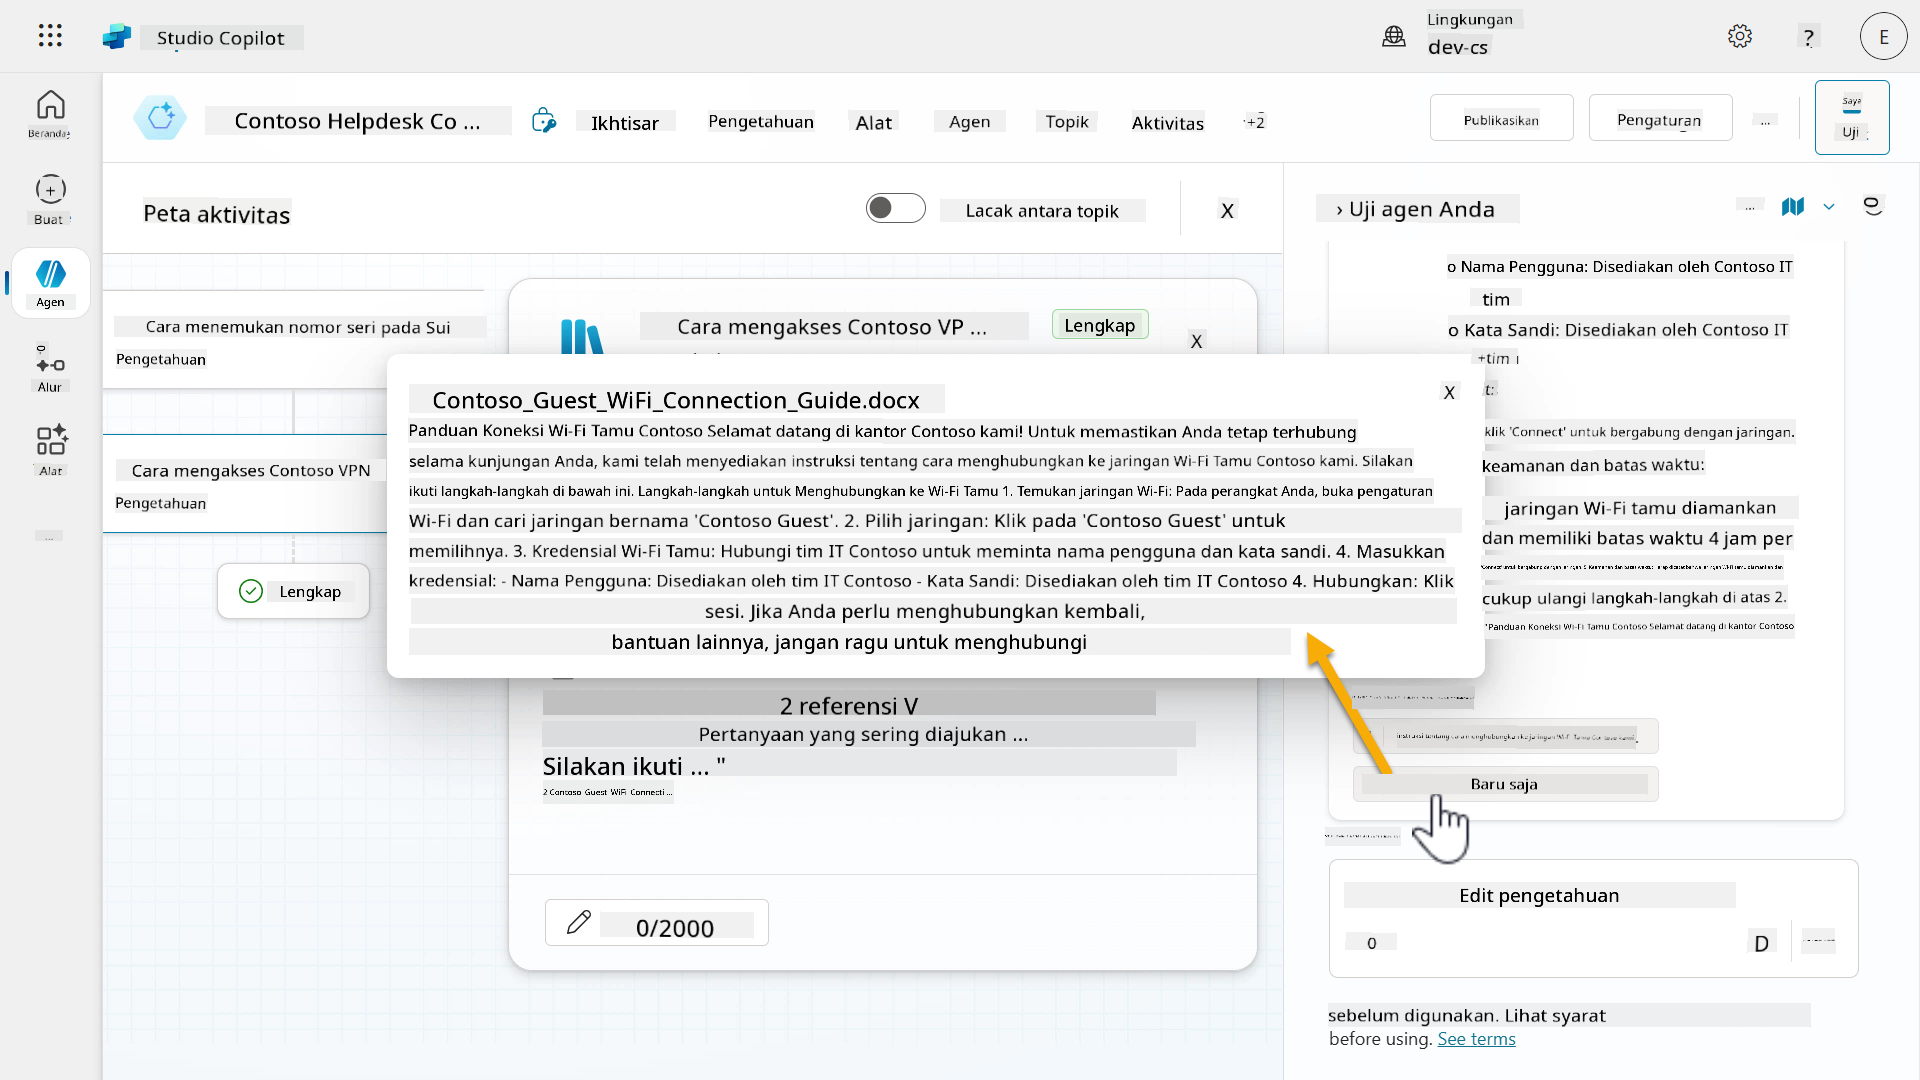 Studio Copilot
Lingkungan
dev-cs
?
E
Beranda
Buat
Agen
Alur
Alat
...
Contoso Helpdesk Co ...
Ikhtisar
Pengetahuan
Alat
Agen
Topik
Aktivitas
+2
Publikasikan
Pengaturan
...
Saya
Uji
Peta aktivitas
Lacak antara topik
X
Cara menemukan nomor seri pada Sui
Pengetahuan
Cara mengakses Contoso VPN
Pengetahuan
Lengkap
Cara mengakses Contoso VP ...
Lengkap
X
Contoso_Guest_WiFi_Connection_Guide.docx
X
Panduan Koneksi Wi-Fi Tamu Contoso Selamat datang di kantor Contoso kami! Untuk memastikan Anda tetap terhubung
selama kunjungan Anda, kami telah menyediakan instruksi tentang cara menghubungkan ke jaringan Wi-Fi Tamu Contoso kami. Silakan
ikuti langkah-langkah di bawah ini. Langkah-langkah untuk Menghubungkan ke Wi-Fi Tamu 1. Temukan jaringan Wi-Fi: Pada perangkat Anda, buka pengaturan
Wi-Fi dan cari jaringan bernama 'Contoso Guest'. 2. Pilih jaringan: Klik pada 'Contoso Guest' untuk
memilihnya. 3. Kredensial Wi-Fi Tamu: Hubungi tim IT Contoso untuk meminta nama pengguna dan kata sandi. 4. Masukkan
kredensial: - Nama Pengguna: Disediakan oleh tim IT Contoso - Kata Sandi: Disediakan oleh tim IT Contoso 4. Hubungkan: Klik
sesi. Jika Anda perlu menghubungkan kembali,
bantuan lainnya, jangan ragu untuk menghubungi
2 referensi V
Pertanyaan yang sering diajukan ...
Silakan ikuti ... "
2 Contoso Guest WiFi Connecti ...
0/2000
› Uji agen Anda
...
o Nama Pengguna: Disediakan oleh Contoso IT
tim
o Kata Sandi: Disediakan oleh Contoso IT
+tim
klik 'Connect' untuk bergabung dengan jaringan.
keamanan dan batas waktu:
jaringan Wi-Fi tamu diamankan
dan memiliki batas waktu 4 jam per
cukup ulangi langkah-langkah di atas 2.
"Panduan Koneksi Wi-Fi Tamu Contoso Selamat datang di kantor Contoso
instruksi tentang cara menghubungkan ke jaringan Wi-Fi Tamu Contoso kami.
Baru saja
Edit pengetahuan
0
D
sebelum digunakan. Lihat syarat
before using. See terms